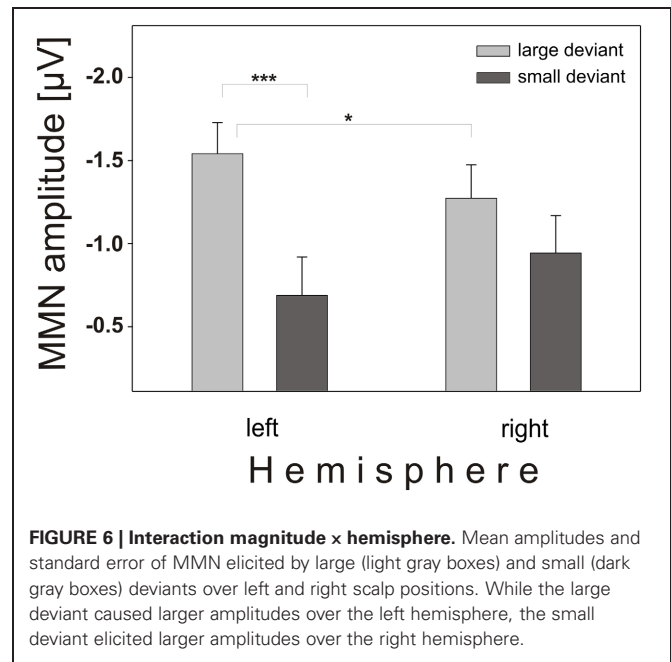 MMN amplitude [µV]
-2.0
-1.5
-1.0
-0.5
large deviant
small deviant
***
*
left
right
Hemisphere
FIGURE 6 | Interaction magnitude x hemisphere. Mean amplitudes and
standard error of MMN elicited by large (light gray boxes) and small (dark
gray boxes) deviants over left and right scalp positions. While the large
deviant caused larger amplitudes over the left hemisphere, the small
deviant elicited larger amplitudes over the right hemisphere.